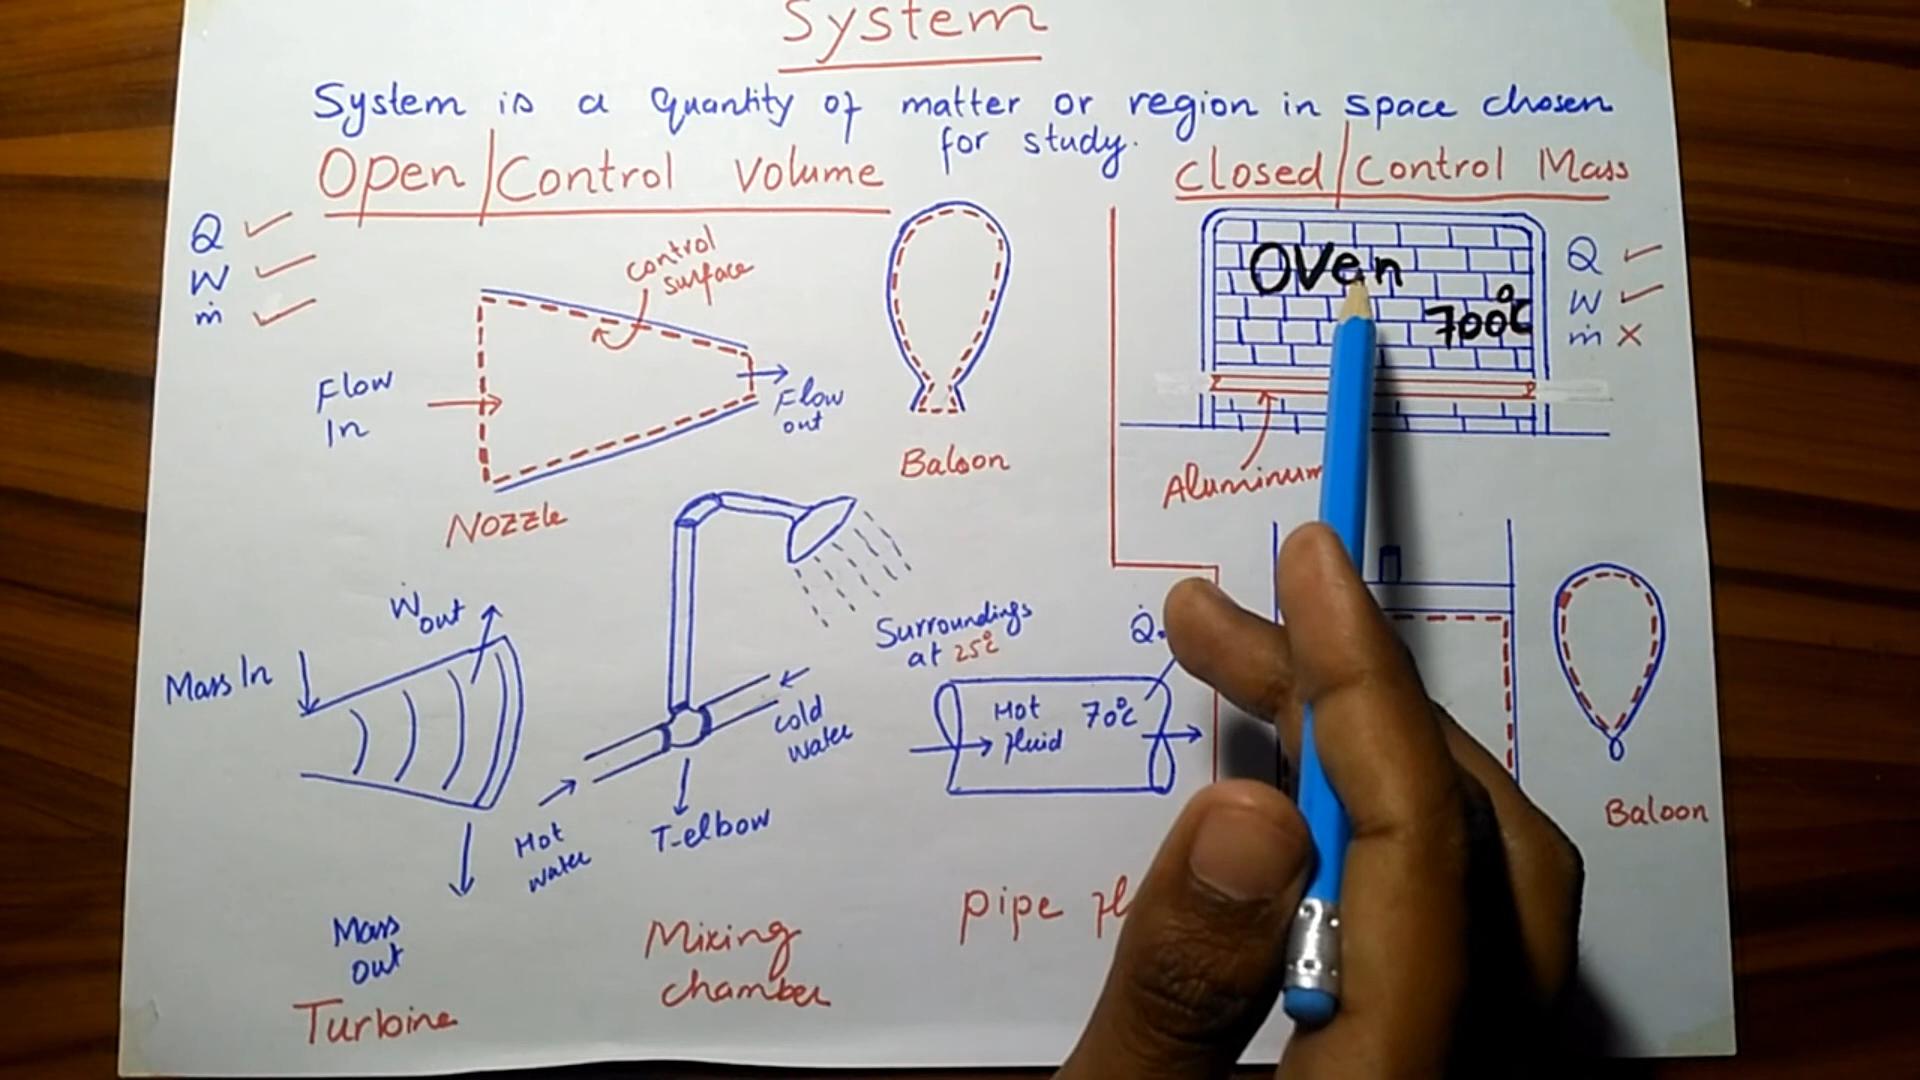 System
System is a quantity of matter or region in space chosen
for study.
Open/Control Volume
Closed/Control Mass
Q
W
ṁ
control
surface
Flow
In
Flow
out
Nozzle
Baloon
Oven
700°C
Q
W
ṁ X
Aluminum
Ẇout
Mass In
Mass
out
Turbine
Hot
water
cold
water
T-elbow
Mixing
chamber
Surroundings
at 25°c
Q̇
Hot
fluid
70°c
pipe
Baloon